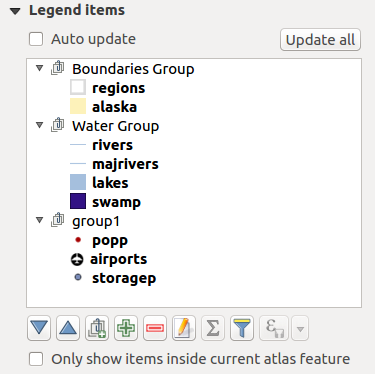 Legend items
Auto update
Update all
Boundaries Group
regions
alaska
Water Group
rivers
majrivers
lakes
swamp
group1
popp
airports
storagep
Σ ε
Only show items inside current atlas feature